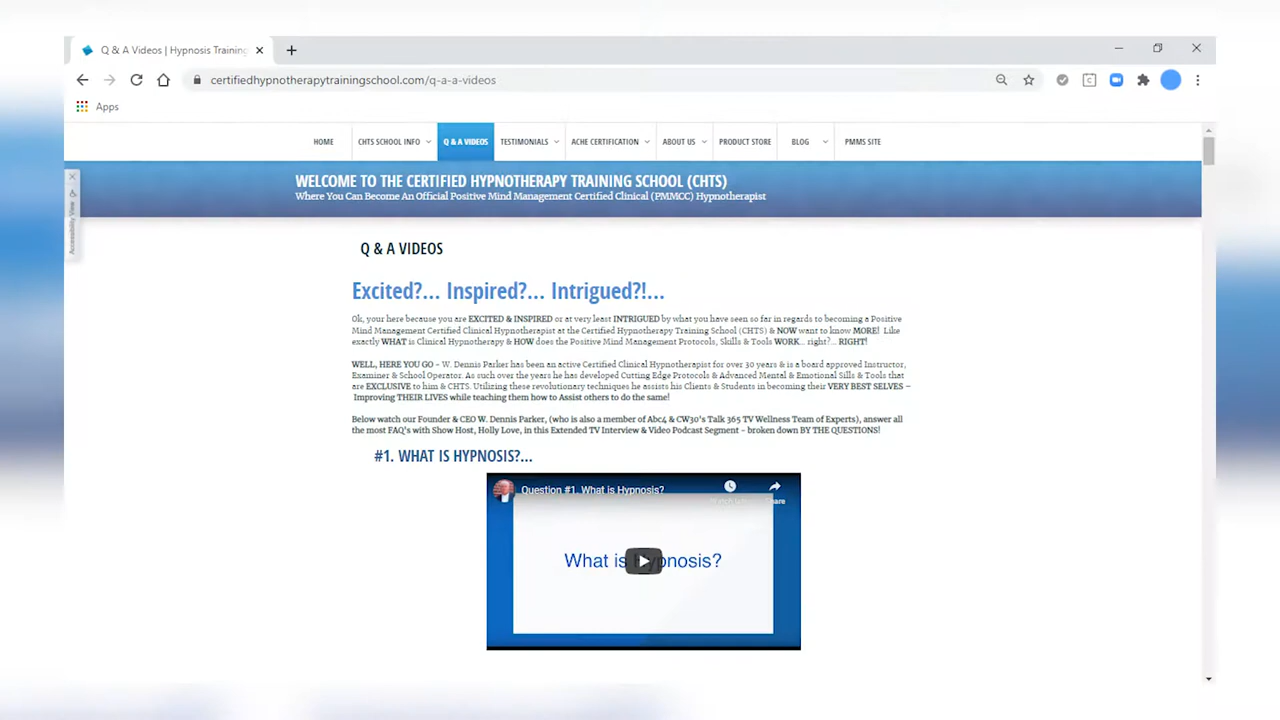 Q & A Videos | Hypnosis Training
certifiedhypnotherapytrainingschool.com/q-a-a-videos
Apps
HOME CHTS SCHOOL INFO Q & A VIDEOS TESTIMONIALS ACHE CERTIFICATION ABOUT US PRODUCT STORE BLOG PMMS SITE
WELCOME TO THE CERTIFIED HYPNOTHERAPY TRAINING SCHOOL (CHTS)
Where You Can Become An Official Positive Mind Management Certified Clinical (PMMCC) Hypnotherapist
Accessibility View
Q & A VIDEOS
Excited?... Inspired?... Intrigued?!...
Ok, your here because you are EXCITED & INSPIRED or at very least INTRIGUED by what you have seen so far in regards to becoming a Positive
Mind Management Certified Clinical Hypnotherapist at the Certified Hypnotherapy Training School (CHTS) & NOW want to know MORE! Like
exactly WHAT is Clinical Hypnotherapy & HOW does the Positive Mind Management Protocols, Skills & Tools WORK... right?... RIGHT!
WELL, HERE YOU GO – W. Dennis Parker has been an active Certified Clinical Hypnotherapist for over 30 years & is a board approved Instructor,
Examiner & School Operator. As such over the years he has developed Cutting Edge Protocols & Advanced Mental & Emotional Sills & Tools that
are EXCLUSIVE to him & CHTS. Utilizing these revolutionary techniques he assists his Clients & Students in becoming their VERY BEST SELVES –
Improving THEIR LIVES while teaching them how to Assist others to do the same!
Below watch our Founder & CEO W. Dennis Parker, (who is also a member of Abc4 & CW30's Talk 365 TV Wellness Team of Experts), answer all
the most FAQ's with Show Host, Holly Love, in this Extended TV Interview & Video Podcast Segment – broken down BY THE QUESTIONS!
#1. WHAT IS HYPNOSIS?...
Question #1. What is Hypnosis?
Watch later Share
What is Hypnosis?